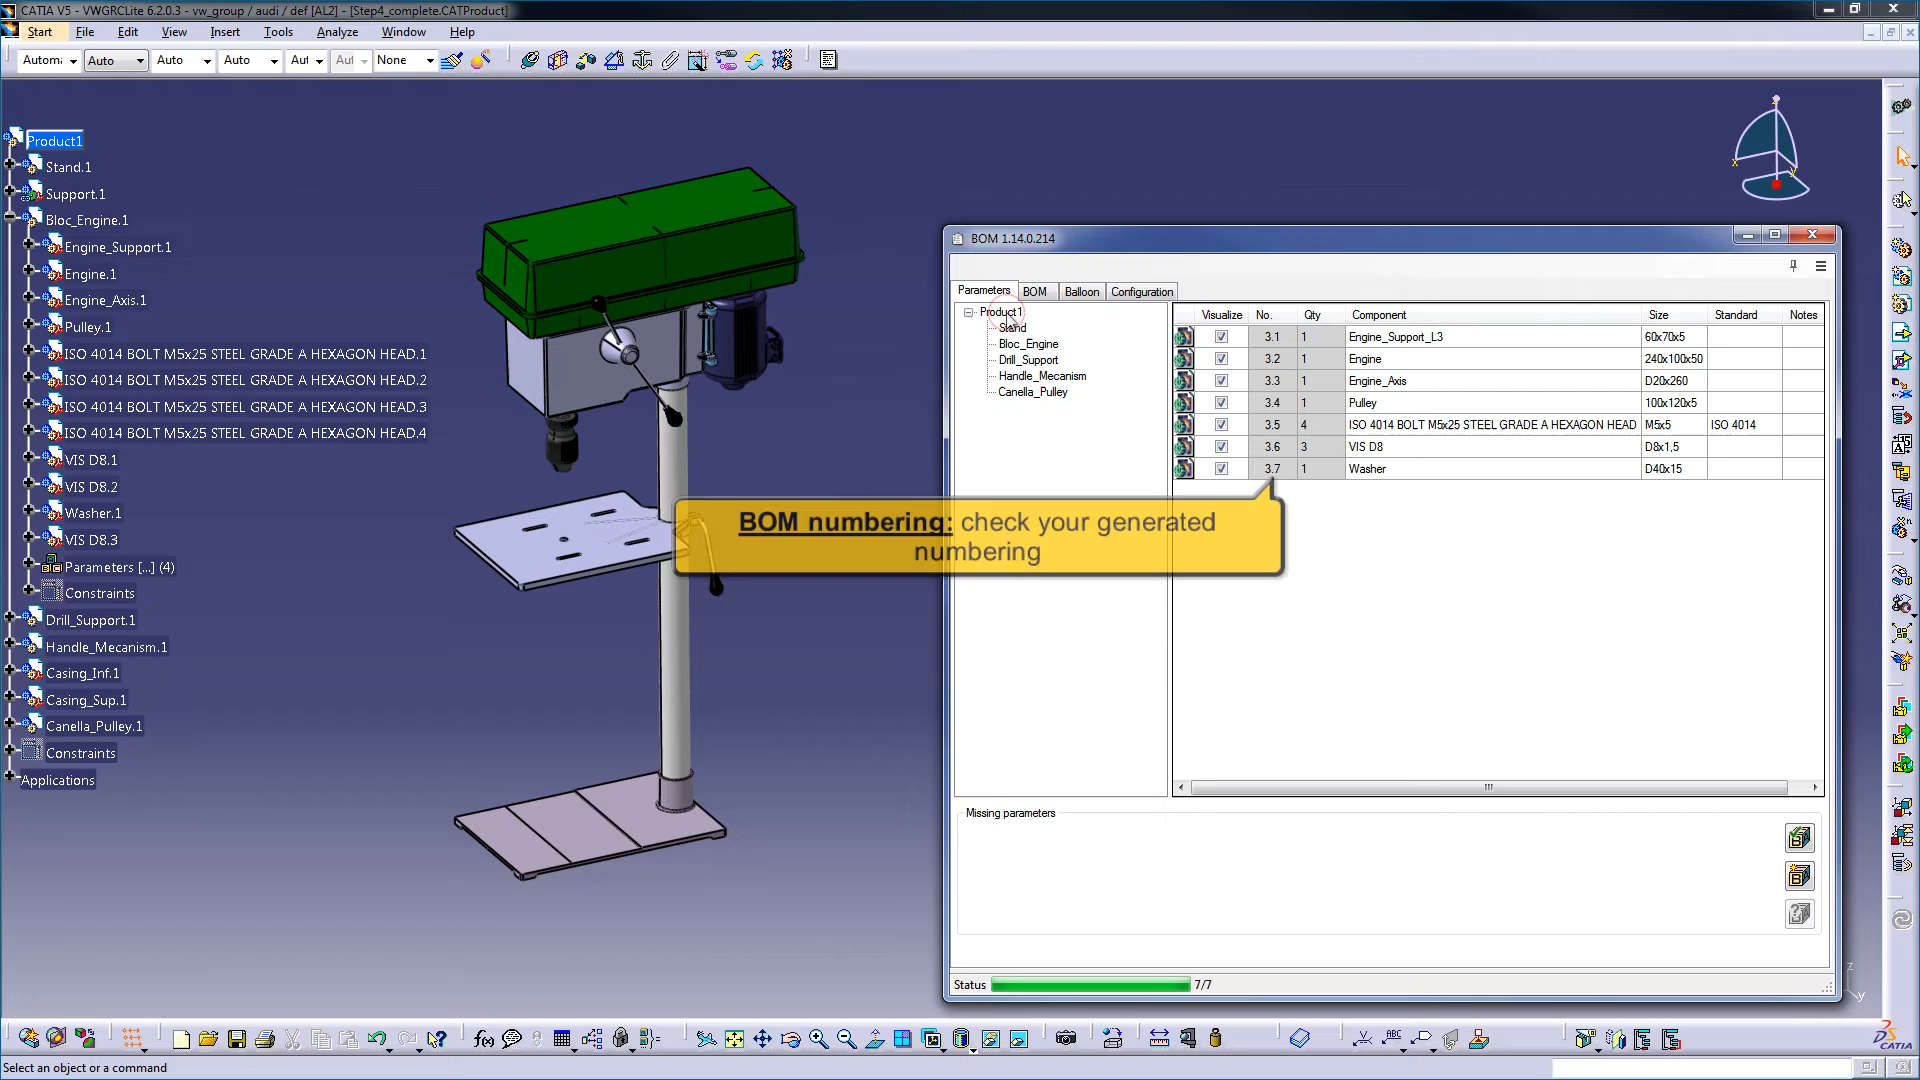 CATIA V5 - VWGRCLite 6.2.0.3 - vw_group / audi / def [AL2] - [Step4_complete.CATProduct]
Start File Edit View Insert Tools Analyze Window Help
Automa Auto Auto Auto Aut Aut None
Product1
Stand.1
Support.1
Bloc_Engine.1
Engine_Support.1
Engine.1
Engine_Axis.1
Pulley.1
ISO 4014 BOLT M5x25 STEEL GRADE A HEXAGON HEAD.1
ISO 4014 BOLT M5x25 STEEL GRADE A HEXAGON HEAD.2
ISO 4014 BOLT M5x25 STEEL GRADE A HEXAGON HEAD.3
ISO 4014 BOLT M5x25 STEEL GRADE A HEXAGON HEAD.4
VIS D8.1
VIS D8.2
Washer.1
VIS D8.3
Parameters [...] (4)
Constraints
Drill_Support.1
Handle_Mecanism.1
Casing_Inf.1
Casing_Sup.1
Canella_Pulley.1
Constraints
Applications
BOM 1.14.0.214
Parameters BOM Balloon Configuration
Product1
Stand
Bloc_Engine
Drill_Support
Handle_Mecanism
Canella_Pulley
Visualize No. Qty Component Size Standard Notes
3.1 1 Engine_Support_L3 60x70x5
3.2 1 Engine 240x100x50
3.3 1 Engine_Axis D20x260
3.4 1 Pulley 100x120x5
3.5 4 ISO 4014 BOLT M5x25 STEEL GRADE A HEXAGON HEAD M5x5 ISO 4014
3.6 3 VIS D8 D8x1,5
3.7 1 Washer D40x15
BOM numbering: check your generated
numbering
Missing parameters
Status 7/7
z
y
CATIA
Select an object or a command